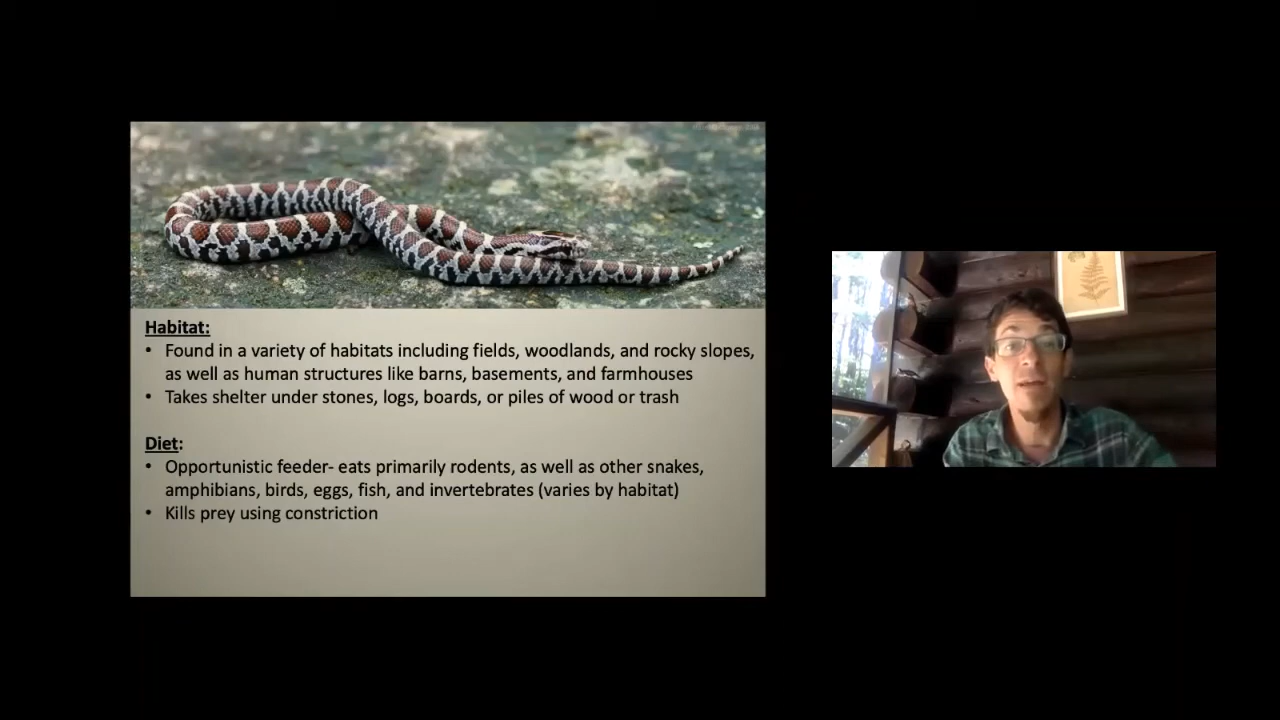 Habitat:
• Found in a variety of habitats including fields, woodlands, and rocky slopes,
as well as human structures like barns, basements, and farmhouses
• Takes shelter under stones, logs, boards, or piles of wood or trash
Diet:
• Opportunistic feeder- eats primarily rodents, as well as other snakes,
amphibians, birds, eggs, fish, and invertebrates (varies by habitat)
• Kills prey using constriction